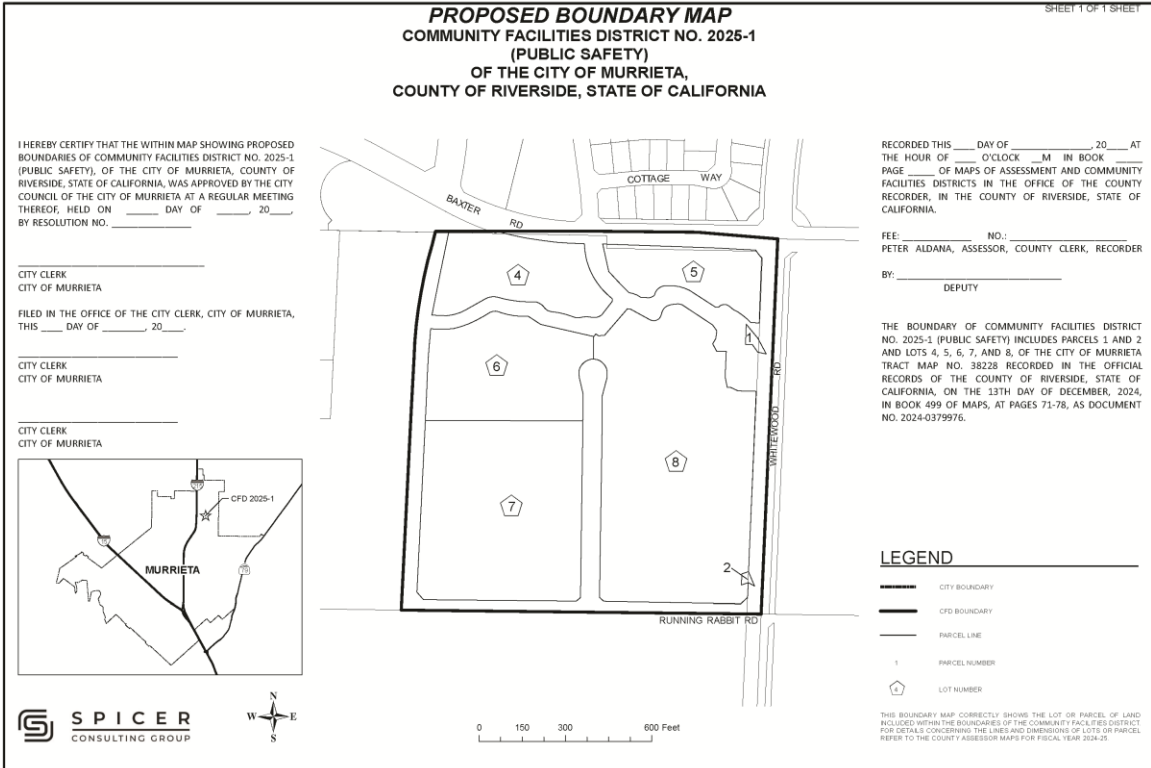 SHEET 1 OF 1 SHEET
PROPOSED BOUNDARY MAP
COMMUNITY FACILITIES DISTRICT NO. 2025-1
(PUBLIC SAFETY)
OF THE CITY OF MURRIETA,
COUNTY OF RIVERSIDE, STATE OF CALIFORNIA
I HEREBY CERTIFY THAT THE WITHIN MAP SHOWING PROPOSED
BOUNDARIES OF COMMUNITY FACILITIES DISTRICT NO. 2025-1
(PUBLIC SAFETY), OF THE CITY OF MURRIETA, COUNTY OF
RIVERSIDE, STATE OF CALIFORNIA, WAS APPROVED BY THE CITY
COUNCIL OF THE CITY OF MURRIETA AT A REGULAR MEETING
THEREOF, HELD ON ______ DAY OF ______, 20____,
BY RESOLUTION NO. ______________
CITY CLERK
CITY OF MURRIETA
FILED IN THE OFFICE OF THE CITY CLERK, CITY OF MURRIETA,
THIS ____ DAY OF ________, 20____.
CITY CLERK
CITY OF MURRIETA
CITY CLERK
CITY OF MURRIETA
CFD 2025-1
215
15
79
MURRIETA
SPICER
CONSULTING GROUP
N
W E
S
COTTAGE WAY
BAXTER RD
4
5
1
6
WHITEWOOD RD
8
7
2
RUNNING RABBIT RD
0 150 300 600 Feet
RECORDED THIS ____ DAY OF ______________, 20____ AT
THE HOUR OF ____ O'CLOCK __M IN BOOK _____
PAGE _____ OF MAPS OF ASSESSMENT AND COMMUNITY
FACILITIES DISTRICTS IN THE OFFICE OF THE COUNTY
RECORDER, IN THE COUNTY OF RIVERSIDE, STATE OF
CALIFORNIA.
FEE: ____________ NO.: _____________________
PETER ALDANA, ASSESSOR, COUNTY CLERK, RECORDER
BY: _____________________________
DEPUTY
THE BOUNDARY OF COMMUNITY FACILITIES DISTRICT
NO. 2025-1 (PUBLIC SAFETY) INCLUDES PARCELS 1 AND 2
AND LOTS 4, 5, 6, 7, AND 8, OF THE CITY OF MURRIETA
TRACT MAP NO. 38228 RECORDED IN THE OFFICIAL
RECORDS OF THE COUNTY OF RIVERSIDE, STATE OF
CALIFORNIA, ON THE 13TH DAY OF DECEMBER, 2024,
IN BOOK 499 OF MAPS, AT PAGES 71-78, AS DOCUMENT
NO. 2024-0379976.
LEGEND
CITY BOUNDARY
CFD BOUNDARY
PARCEL LINE
1 PARCEL NUMBER
4 LOT NUMBER
THIS BOUNDARY MAP CORRECTLY SHOWS THE LOT OR PARCEL OF LAND
INCLUDED WITHIN THE BOUNDARIES OF THE COMMUNITY FACILITIES DISTRICT.
FOR DETAILS CONCERNING THE LINES AND DIMENSIONS OF LOTS OR PARCEL
REFER TO THE COUNTY ASSESSOR MAPS FOR FISCAL YEAR 2024-25.